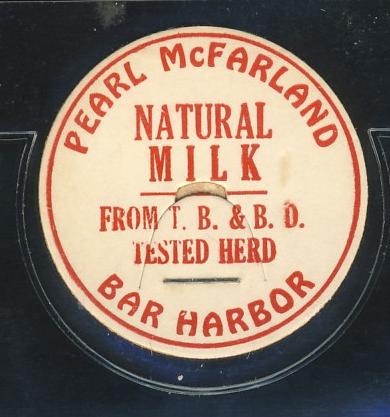 PEARL McFARLAND
NATURAL
MILK
FROM T. B. & B. D.
TESTED HERD
BAR HARBOR